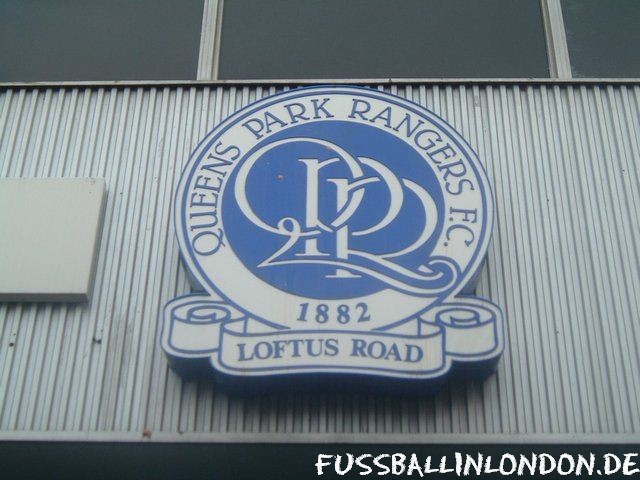 QUEENS PARK RANGERS F.C.
QPR
1882
LOFTUS ROAD
FUSSBALLINLONDON.DE